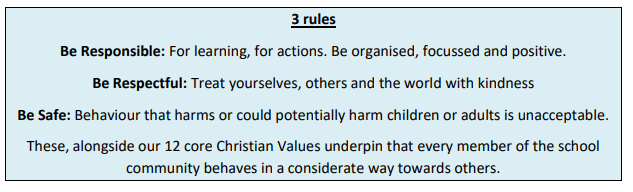 3 rules
Be Responsible: For learning, for actions. Be organised, focussed and positive.
Be Respectful: Treat yourselves, others and the world with kindness
Be Safe: Behaviour that harms or could potentially harm children or adults is unacceptable.
These, alongside our 12 core Christian Values underpin that every member of the school
community behaves in a considerate way towards others.